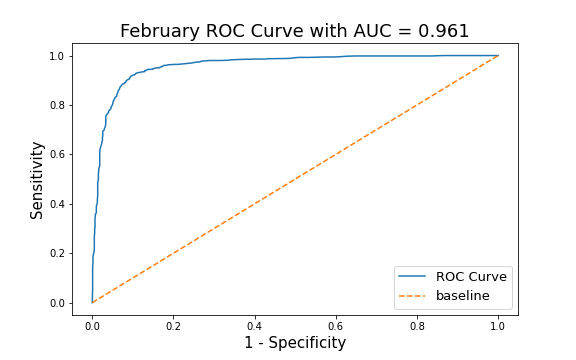 February ROC Curve with AUC = 0.961
Sensitivity
1.0
0.8
0.6
0.4
0.2
0.0
0.0 0.2 0.4 0.6 0.8 1.0
1 - Specificity
ROC Curve
baseline